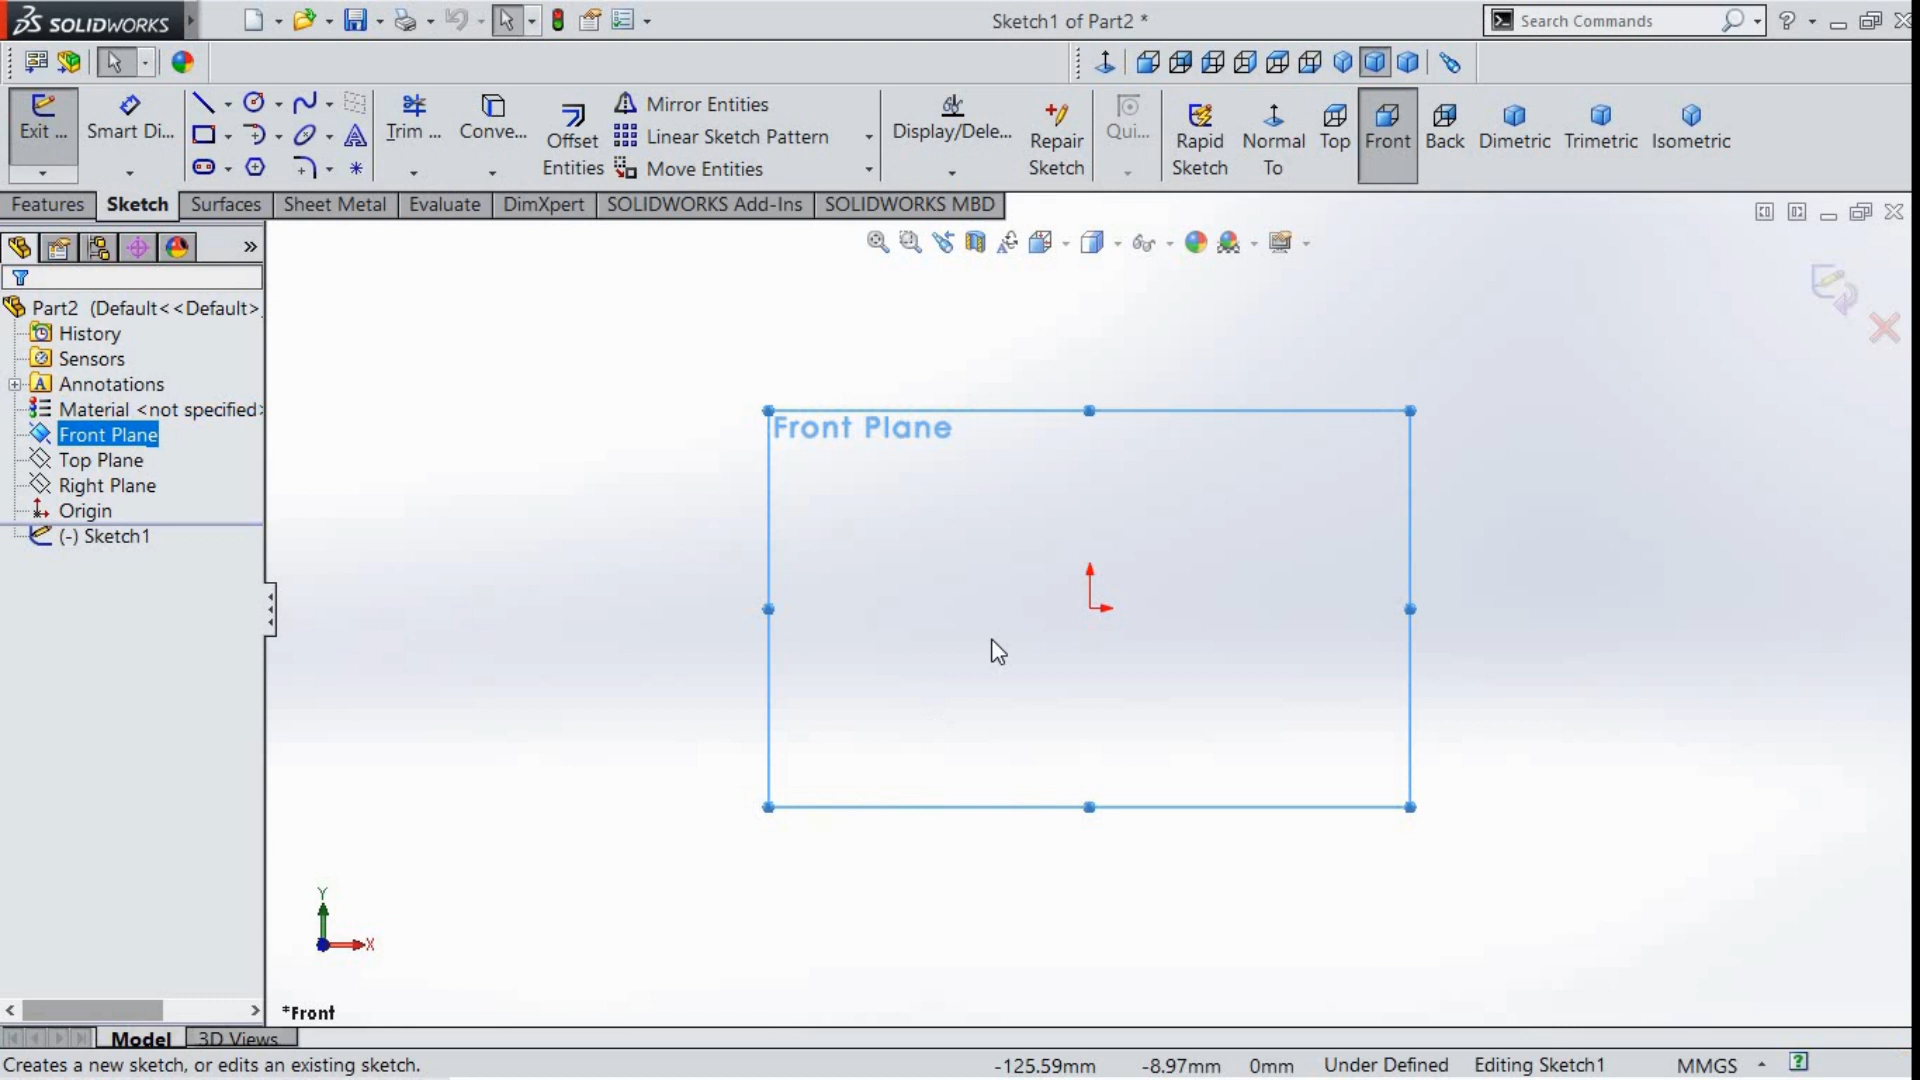 SOLIDWORKS
Sketch1 of Part2 *
Search Commands
Exit ...
Smart Di...
Trim ...
Conve...
Offset
Entities
Mirror Entities
Linear Sketch Pattern
Move Entities
Display/Dele...
Repair
Sketch
Qui...
Rapid
Sketch
Normal
To
Top
Front
Back
Dimetric
Trimetric
Isometric
Features
Sketch
Surfaces
Sheet Metal
Evaluate
DimXpert
SOLIDWORKS Add-Ins
SOLIDWORKS MBD
Part2 (Default<<Default>
History
Sensors
Annotations
Material <not specified>
Front Plane
Top Plane
Right Plane
Origin
(-) Sketch1
Front Plane
Y
X
*Front
Model
3D Views
Creates a new sketch, or edits an existing sketch.
-125.59mm
-8.97mm
0mm
Under Defined
Editing Sketch1
MMGS